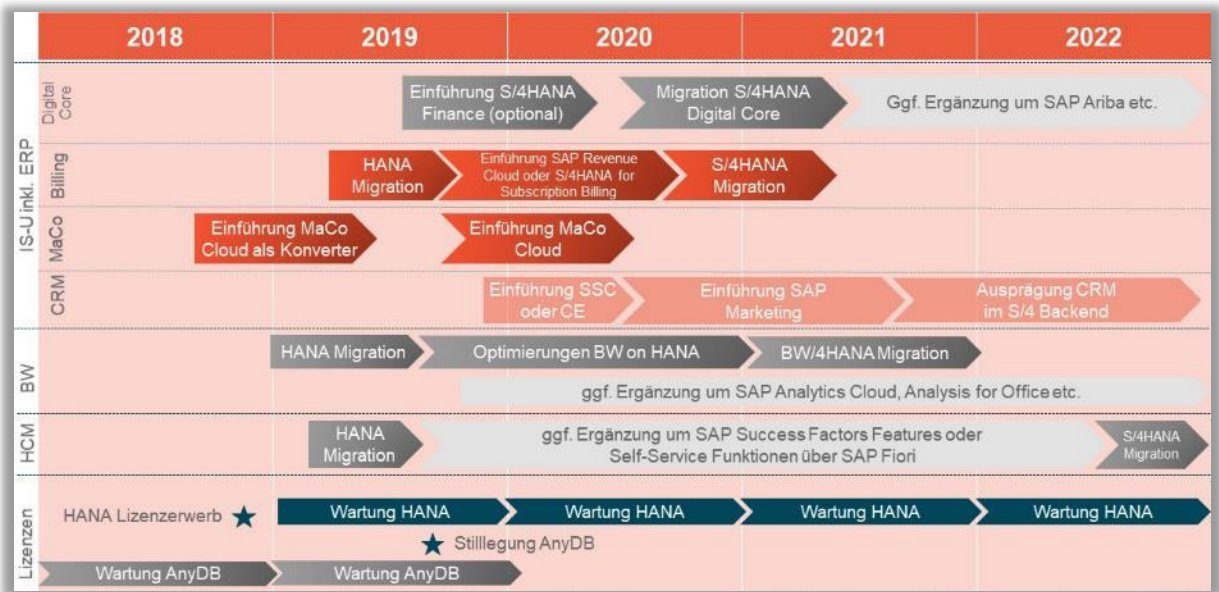 2018 2019 2020 2021 2022
IS-U inkl. ERP
Digital
Core
Einführung S/4HANA
Finance (optional)
Migration S/4HANA
Digital Core
Ggf. Ergänzung um SAP Ariba etc.
Billing
HANA
Migration
Einführung SAP Revenue
Cloud oder S/4HANA for
Subscription Billing
S/4HANA
Migration
MaCo
Einführung MaCo
Cloud als Konverter
Einführung MaCo
Cloud
CRM
Einführung SSC
oder CE
Einführung SAP
Marketing
Ausprägung CRM
im S/4 Backend
BW
HANA Migration
Optimierungen BW on HANA
BW/4HANA Migration
ggf. Ergänzung um SAP Analytics Cloud, Analysis for Office etc.
HCM
HANA
Migration
ggf. Ergänzung um SAP Success Factors Features oder
Self-Service Funktionen über SAP Fiori
S/4HANA
Migration
Lizenzen
HANA Lizenzerwerb
Wartung HANA
Wartung HANA
Wartung HANA
Wartung HANA
Stilllegung AnyDB
Wartung AnyDB
Wartung AnyDB